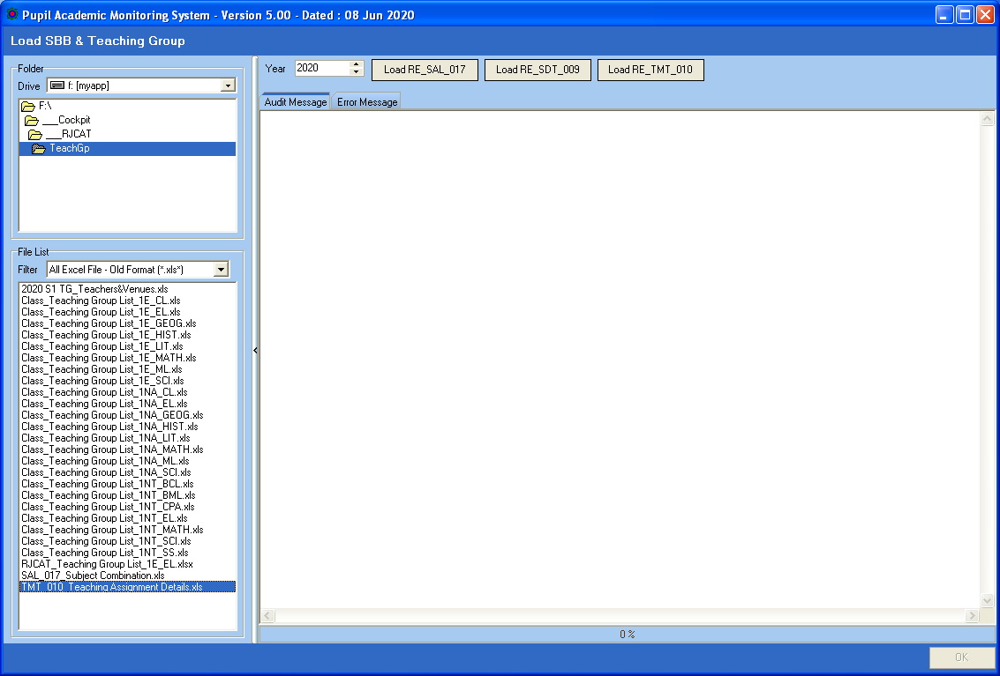 Pupil Academic Monitoring System - Version 5.00 - Dated : 08 Jun 2020
Load SBB & Teaching Group
Folder
Drive f: [myapp]
F:\
___Cockpit
___RJCAT
TeachGp
File List
Filter All Excel File - Old Format (*.xls*)
2020 S1 TG_Teachers&Venues.xls
Class_Teaching Group List_1E_CL.xls
Class_Teaching Group List_1E_EL.xls
Class_Teaching Group List_1E_GEOG.xls
Class_Teaching Group List_1E_HIST.xls
Class_Teaching Group List_1E_LIT.xls
Class_Teaching Group List_1E_MATH.xls
Class_Teaching Group List_1E_ML.xls
Class_Teaching Group List_1E_SCI.xls
Class_Teaching Group List_1NA_CL.xls
Class_Teaching Group List_1NA_EL.xls
Class_Teaching Group List_1NA_GEOG.xls
Class_Teaching Group List_1NA_HIST.xls
Class_Teaching Group List_1NA_LIT.xls
Class_Teaching Group List_1NA_MATH.xls
Class_Teaching Group List_1NA_ML.xls
Class_Teaching Group List_1NA_SCI.xls
Class_Teaching Group List_1NT_BCL.xls
Class_Teaching Group List_1NT_BML.xls
Class_Teaching Group List_1NT_CPA.xls
Class_Teaching Group List_1NT_EL.xls
Class_Teaching Group List_1NT_MATH.xls
Class_Teaching Group List_1NT_SCI.xls
Class_Teaching Group List_1NT_SS.xls
RJCAT_Teaching Group List_1E_EL.xlsx
SAL_017_Subject Combination.xls
TMT_010_Teaching Assignment Details.xls
Year 2020 Load RE_SAL_017 Load RE_SDT_009 Load RE_TMT_010
Audit Message Error Message
0 %
OK